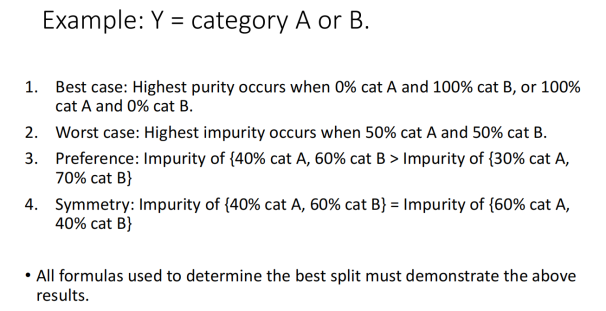 Example: Y = category A or B.
1. Best case: Highest purity occurs when 0% cat A and 100% cat B, or 100%
cat A and 0% cat B.
2. Worst case: Highest impurity occurs when 50% cat A and 50% cat B.
3. Preference: Impurity of {40% cat A, 60% cat B > Impurity of {30% cat A,
70% cat B}
4. Symmetry: Impurity of {40% cat A, 60% cat B} = Impurity of {60% cat A,
40% cat B}
• All formulas used to determine the best split must demonstrate the above
results.